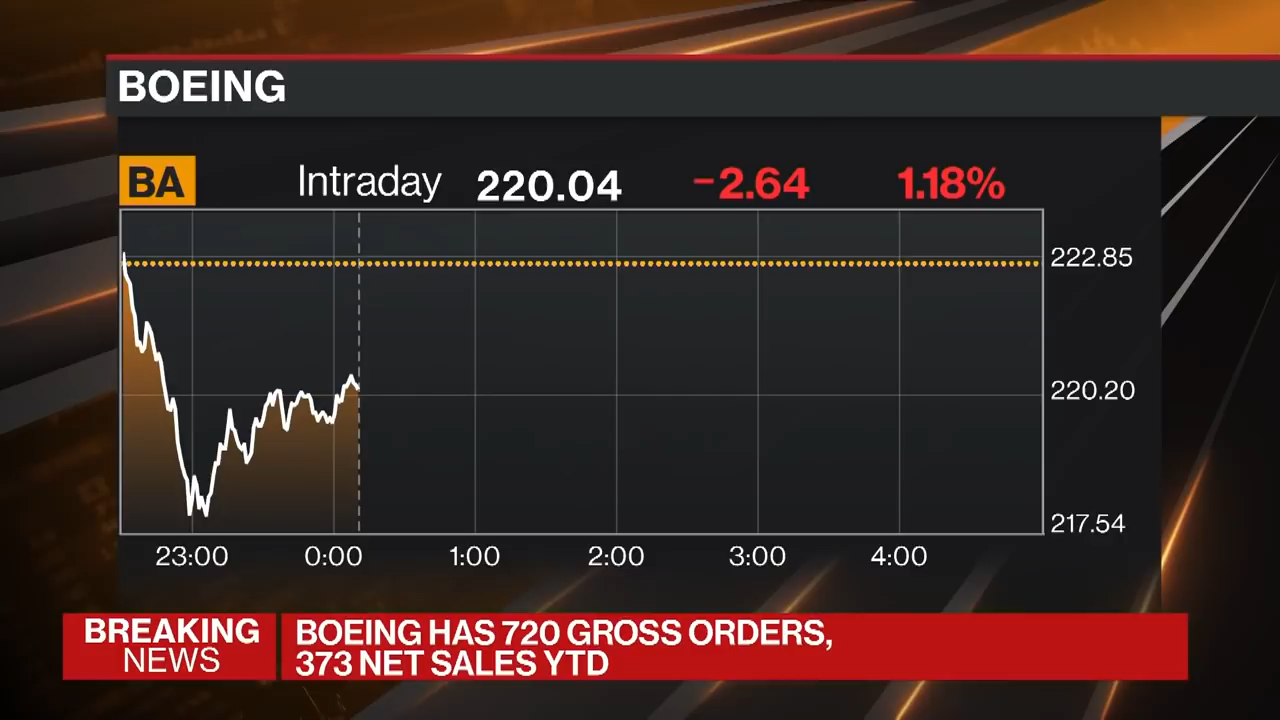 BOEING
BA Intraday 220.04 −2.64 1.18%
222.85
220.20
217.54
23:00 0:00 1:00 2:00 3:00 4:00
BREAKING NEWS
BOEING HAS 720 GROSS ORDERS,
373 NET SALES YTD